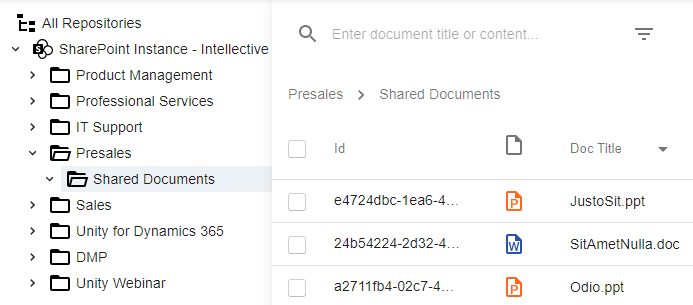 All Repositories
SharePoint Instance - Intellective
Product Management
Professional Services
IT Support
Presales
Shared Documents
Sales
Unity for Dynamics 365
DMP
Unity Webinar
Enter document title or content...
Presales > Shared Documents
Id Doc Title
e4724dbc-1ea6-4... P JustoSit.ppt
24b54224-2d32-4... W SitAmetNulla.doc
a2711fb4-02c7-4... P Odio.ppt